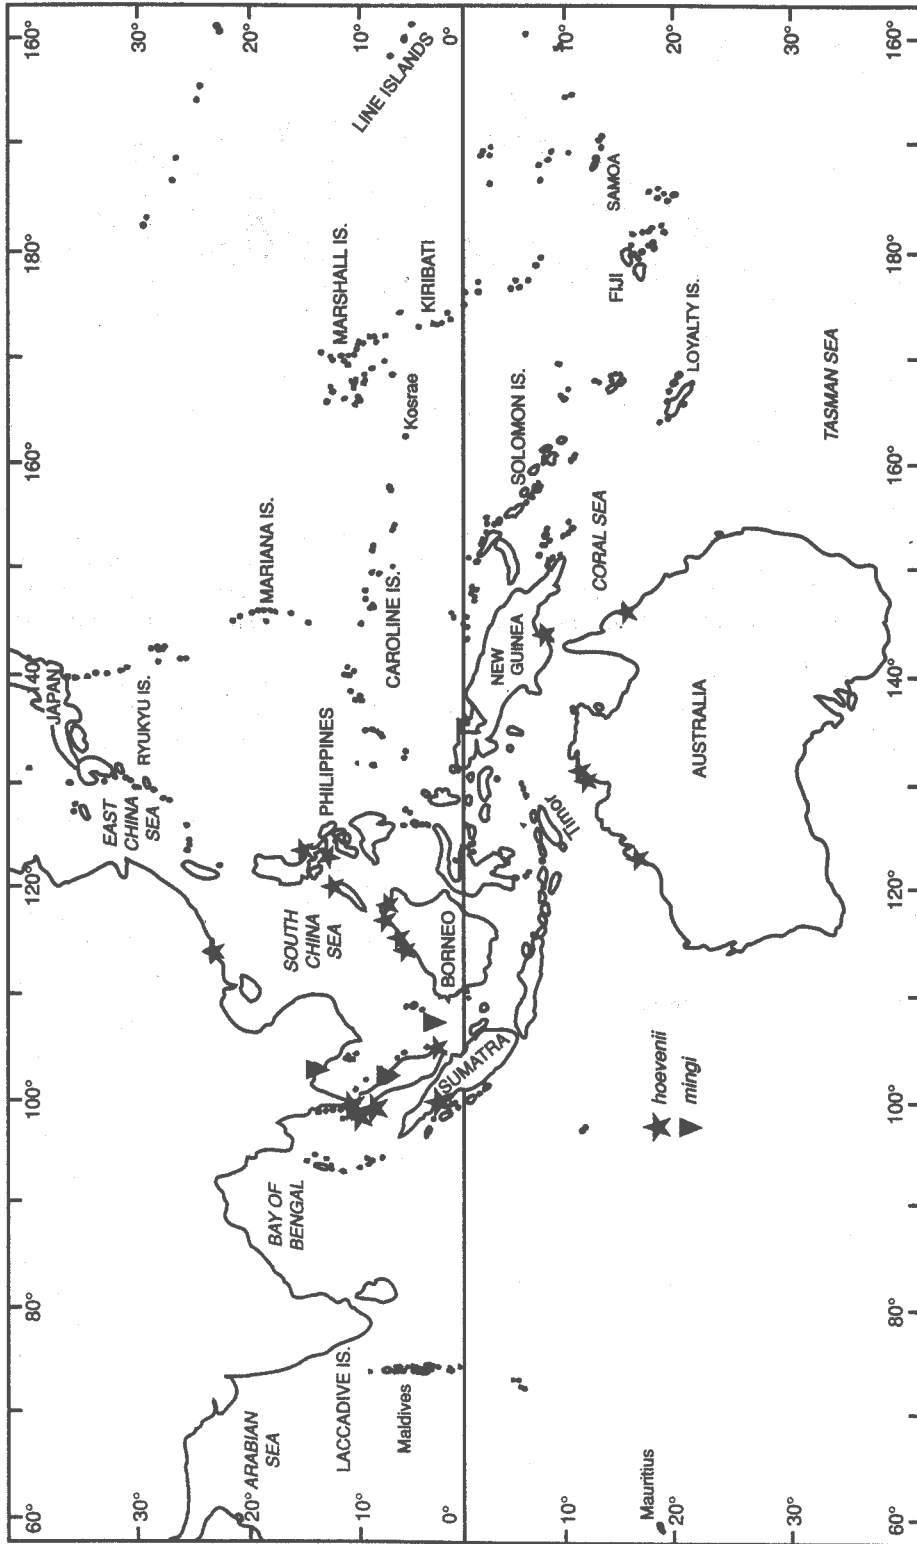 60°
80°
100°
120°
140°
160°
180°
160°
30°
20°
10°
0°
10°
20°
30°
30°
20°
10°
0°
10°
20°
30°
60°
80°
100°
120°
140°
160°
180°
160°
JAPAN
RYUKYU IS.
EAST
CHINA
SEA
MARIANA IS.
MARSHALL IS.
LINE ISLANDS
KIRIBATI
Kosrae
CAROLINE IS.
PHILIPPINES
SOUTH
CHINA
SEA
BORNEO
SUMATRA
BAY OF
BENGAL
ARABIAN
SEA
LACCADIVE IS.
Maldives
Mauritius
NEW
GUINEA
SOLOMON IS.
SAMOA
FIJI
LOYALTY IS.
CORAL SEA
TASMAN SEA
Timor
AUSTRALIA
hoevenii
mingi